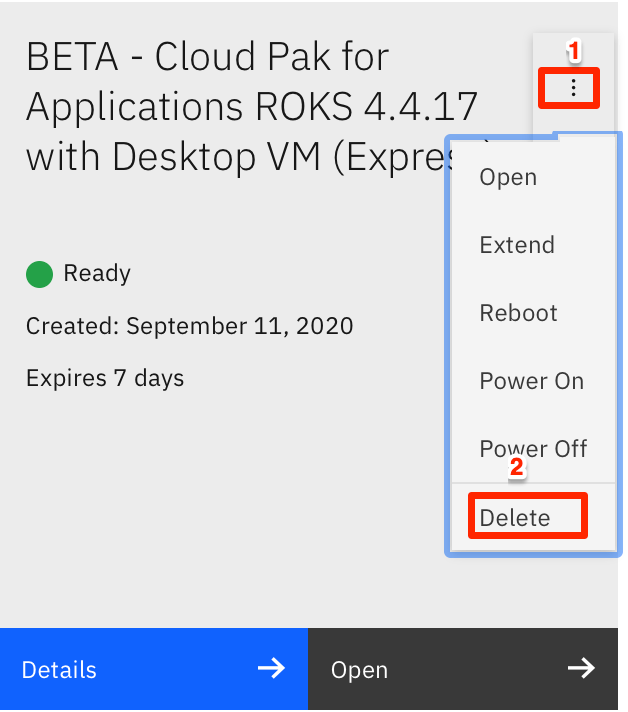 BETA - Cloud Pak for
Applications ROKS 4.4.17
with Desktop VM (Expres
1
Open
Extend
Reboot
Power On
Power Off
2
Delete
Ready
Created: September 11, 2020
Expires 7 days
Details
Open